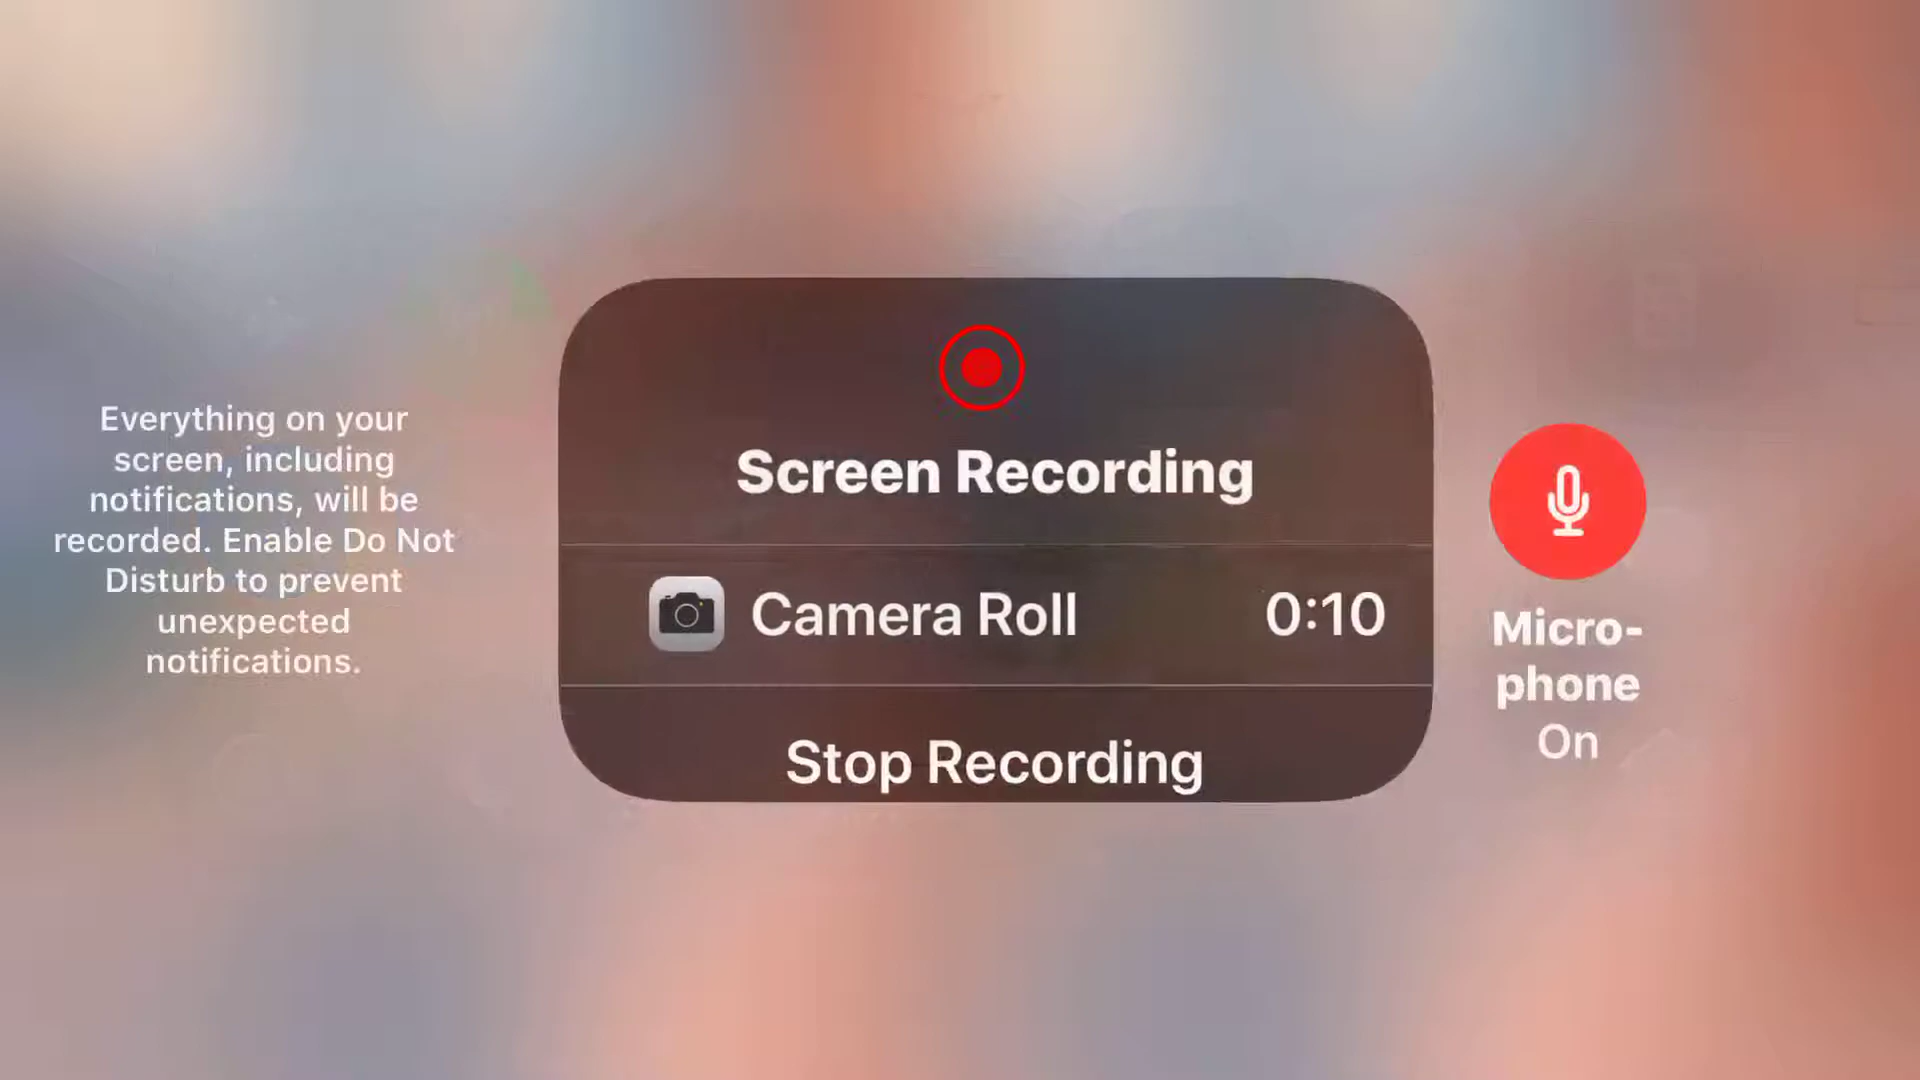 Everything on your
screen, including
notifications, will be
recorded. Enable Do Not
Disturb to prevent
unexpected
notifications.
Screen Recording
Camera Roll 0:10
Stop Recording
Micro-
phone
On